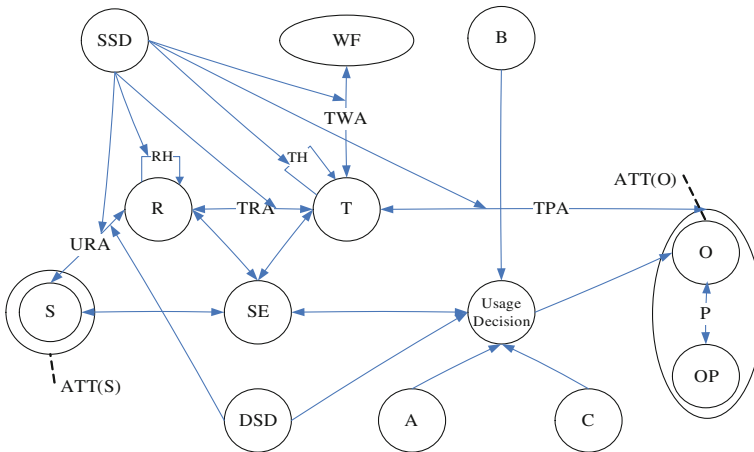 SSD
WF
B
TWA
RH
TH
ATT(O)
R
TRA
T
TPA
URA
O
S
SE
Usage
Decision
P
ATT(S)
OP
DSD
A
C